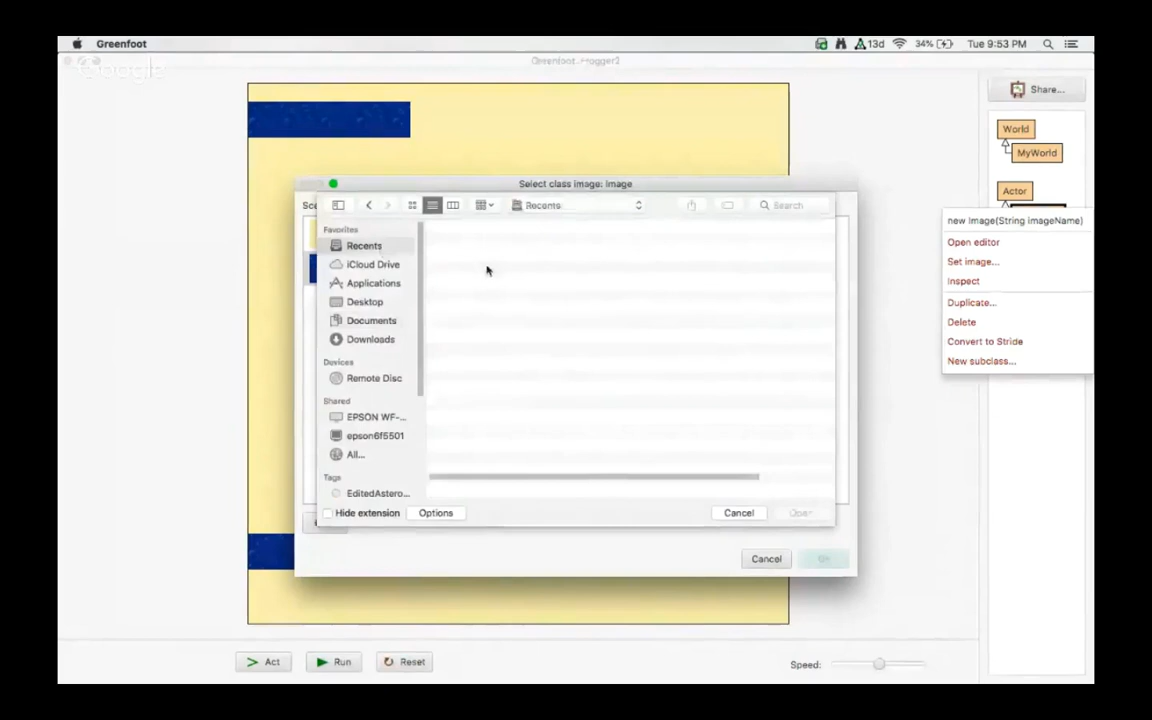 Greenfoot
13d
34%
Tue 9:53 PM
Google
Share...
World
MyWorld
Actor
new Image(String imageName)
Open editor
Set image...
Inspect
Duplicate...
Delete
Convert to Stride
New subclass...
Select class image: Image
Recents
Search
Favorites
Recents
iCloud Drive
Applications
Desktop
Documents
Downloads
Devices
Remote Disc
Shared
EPSON WF-...
epson6f5501
All...
Tags
EditedAstero...
Hide extension
Options
Cancel
Open
Cancel
Act
Run
Reset
Speed: